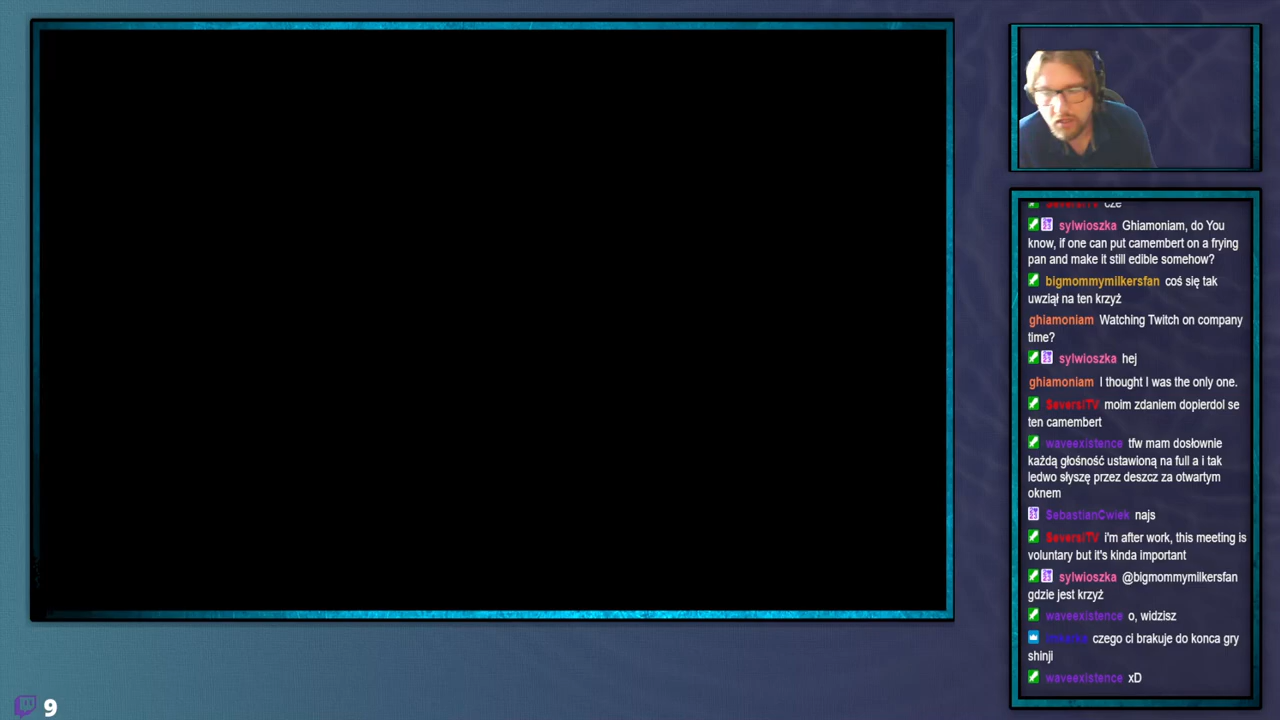 SeversiTV cze
sylwioszka Ghiamoniam, do You
know, if one can put camembert on a frying
pan and make it still edible somehow?
bigmommymilkersfan coś się tak
uwziął na ten krzyż
ghiamoniam Watching Twitch on company
time?
sylwioszka hej
ghiamoniam I thought I was the only one.
SeversiTV moim zdaniem dopierdol se
ten camembert
waveexistence tfw mam dosłownie
każdą głośność ustawioną na full a i tak
ledwo słyszę przez deszcz za otwartym
oknem
SebastianCwiek najs
SeversiTV i'm after work, this meeting is
voluntary but it's kinda important
sylwioszka @bigmommymilkersfan
gdzie jest krzyż
waveexistence o, widzisz
czego ci brakuje do konca gry
shinji
waveexistence xD
9